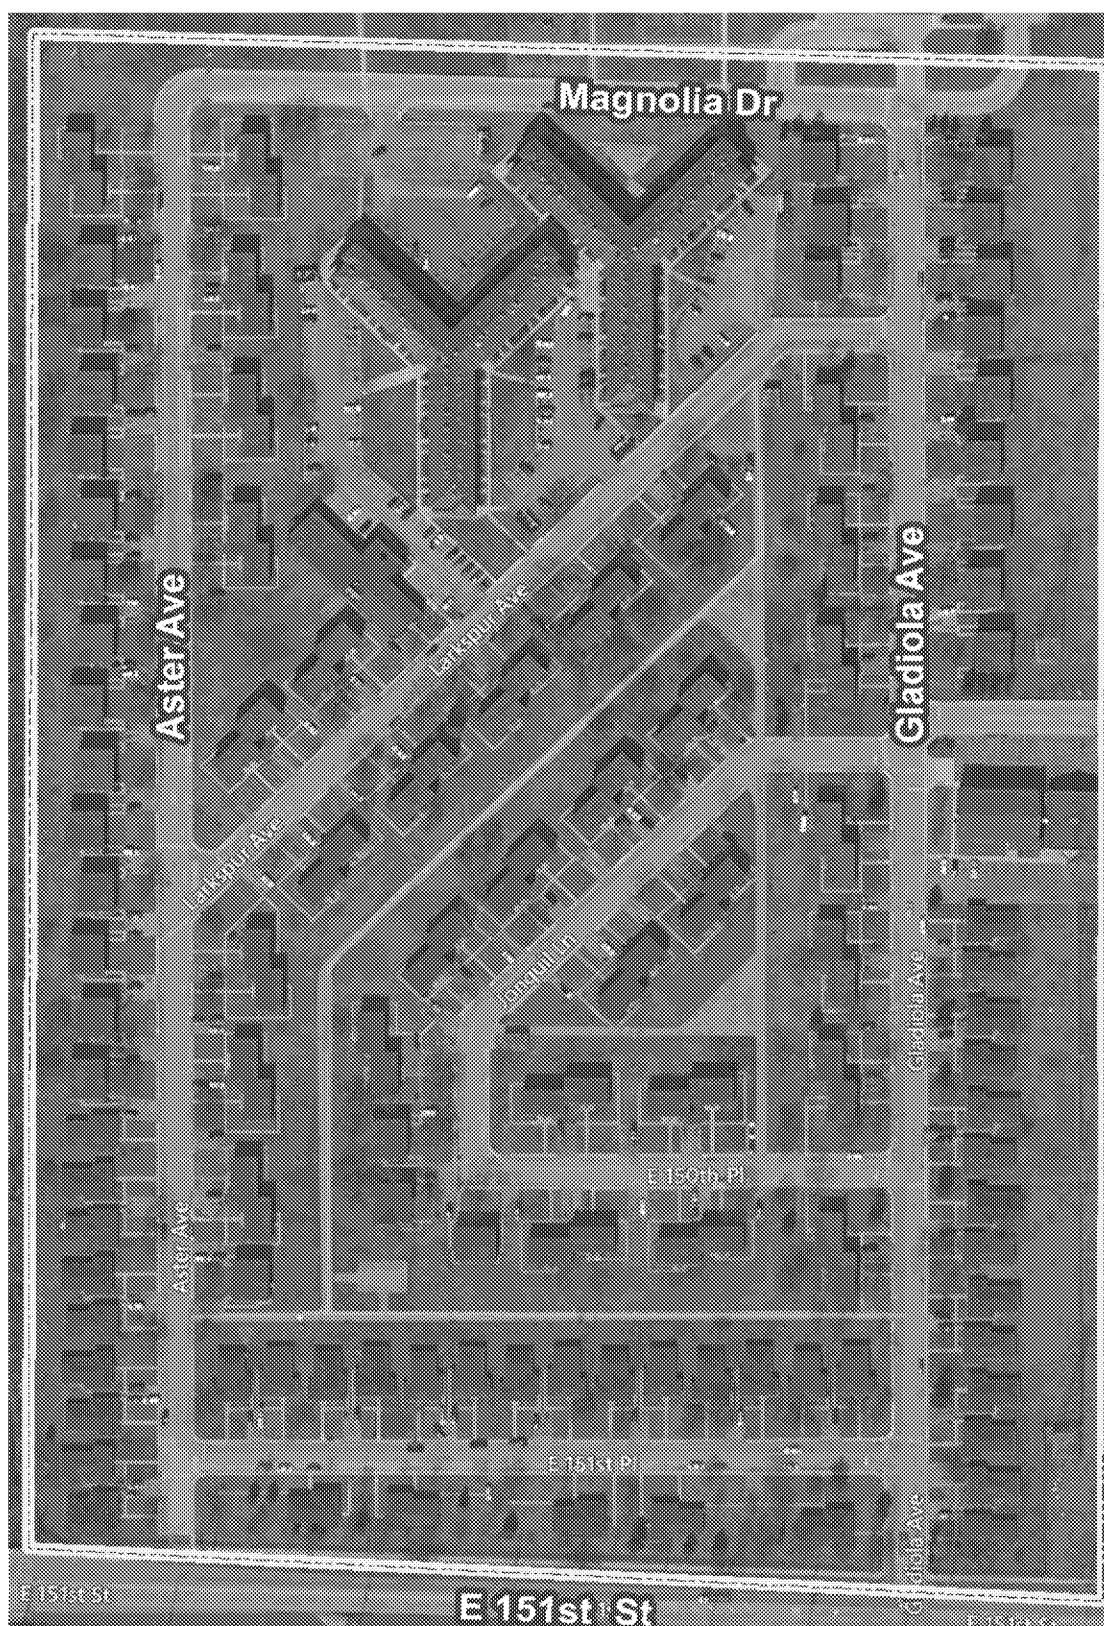 Magnolia Dr
Aster Ave
Gladiola Ave
Larkspur Ave
Larkspur Ave
Jonquil Ln
Gladiola Ave
E 150th Pl
Aster Ave
E 151st Pl
Gladiola Ave
E 151st St
E 151st St